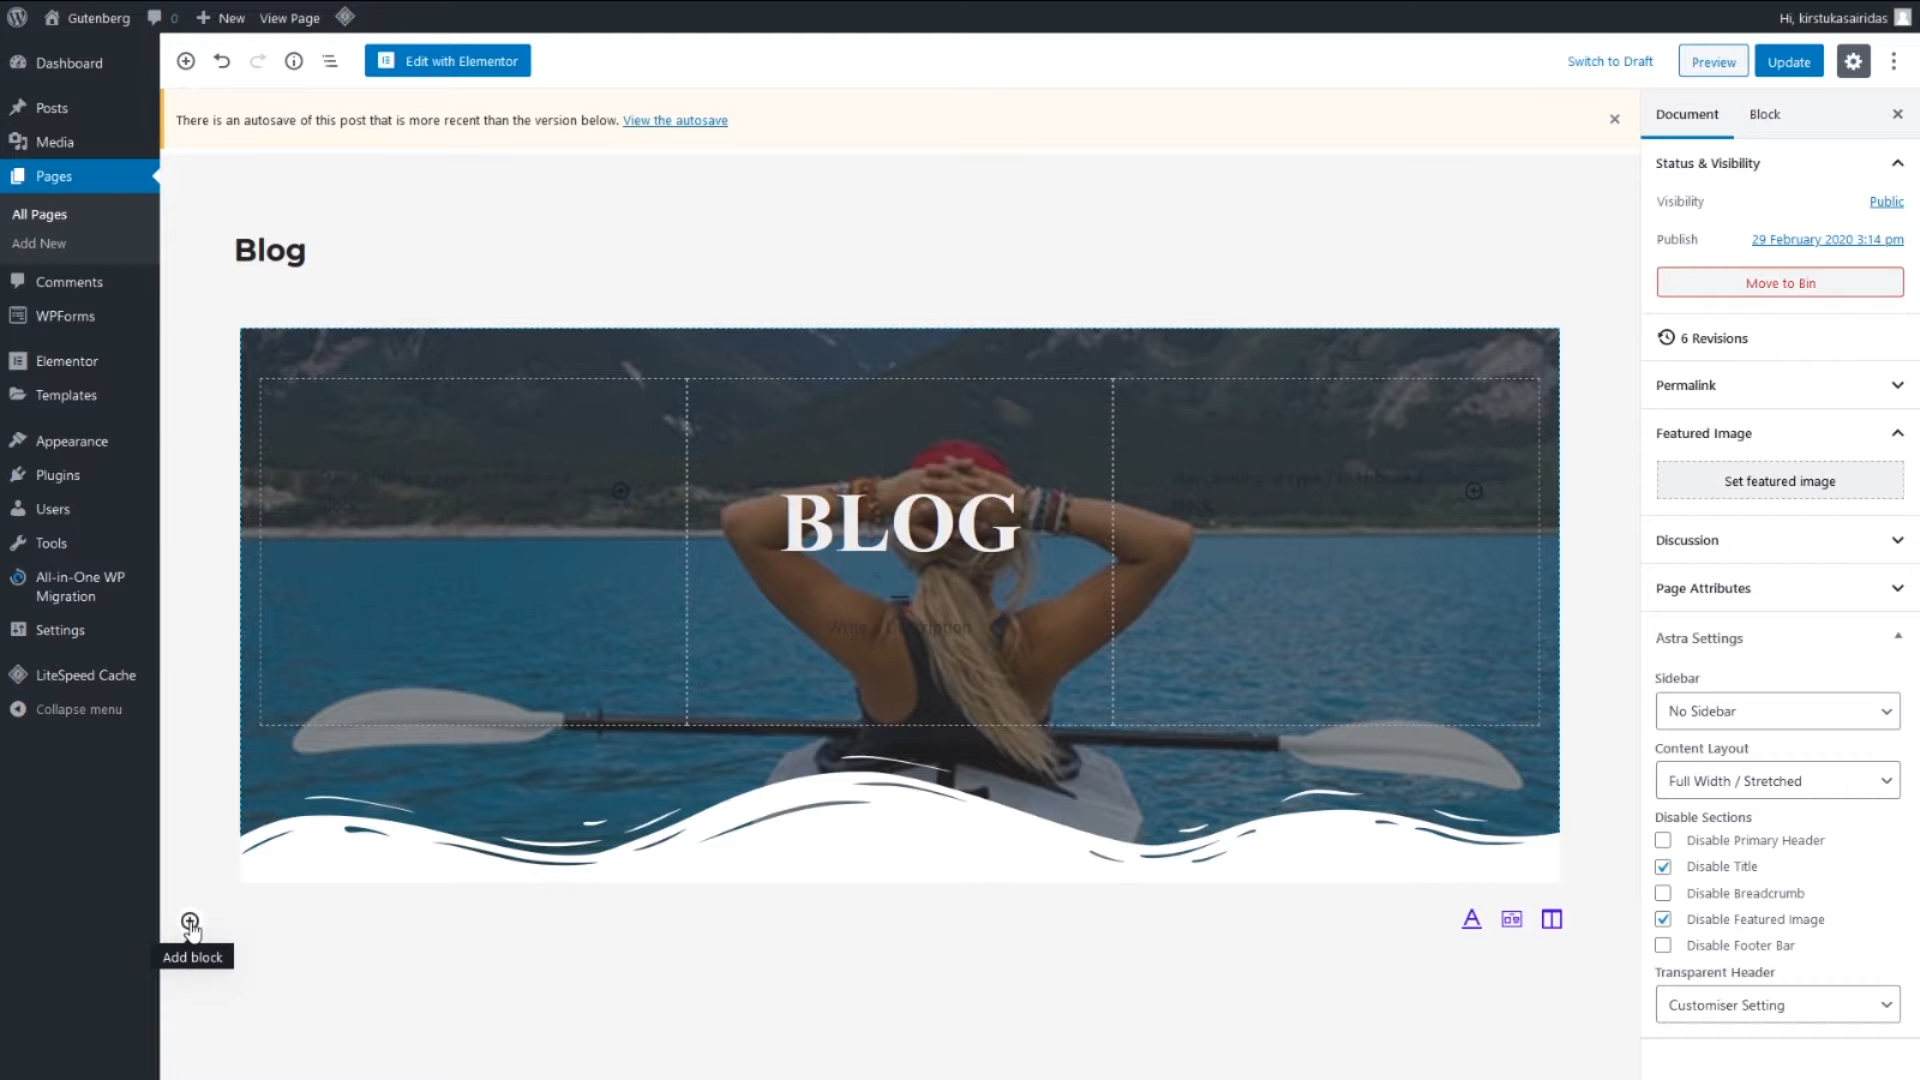 Gutenberg
0
New
View Page
Hi, kirstukasairidas
Dashboard
Posts
Media
Pages
All Pages
Add New
Comments
WPForms
Elementor
Templates
Appearance
Plugins
Users
Tools
All-in-One WP
Migration
Settings
LiteSpeed Cache
Collapse menu
Edit with Elementor
Switch to Draft
Preview
Update
There is an autosave of this post that is more recent than the version below. View the autosave
Blog
BLOG
Add block
Document
Block
Status & Visibility
Visibility
Public
Publish
29 February 2020 3:14 pm
Move to Bin
6 Revisions
Permalink
Featured Image
Set featured image
Discussion
Page Attributes
Astra Settings
Sidebar
No Sidebar
Content Layout
Full Width / Stretched
Disable Sections
Disable Primary Header
Disable Title
Disable Breadcrumb
Disable Featured Image
Disable Footer Bar
Transparent Header
Customiser Setting